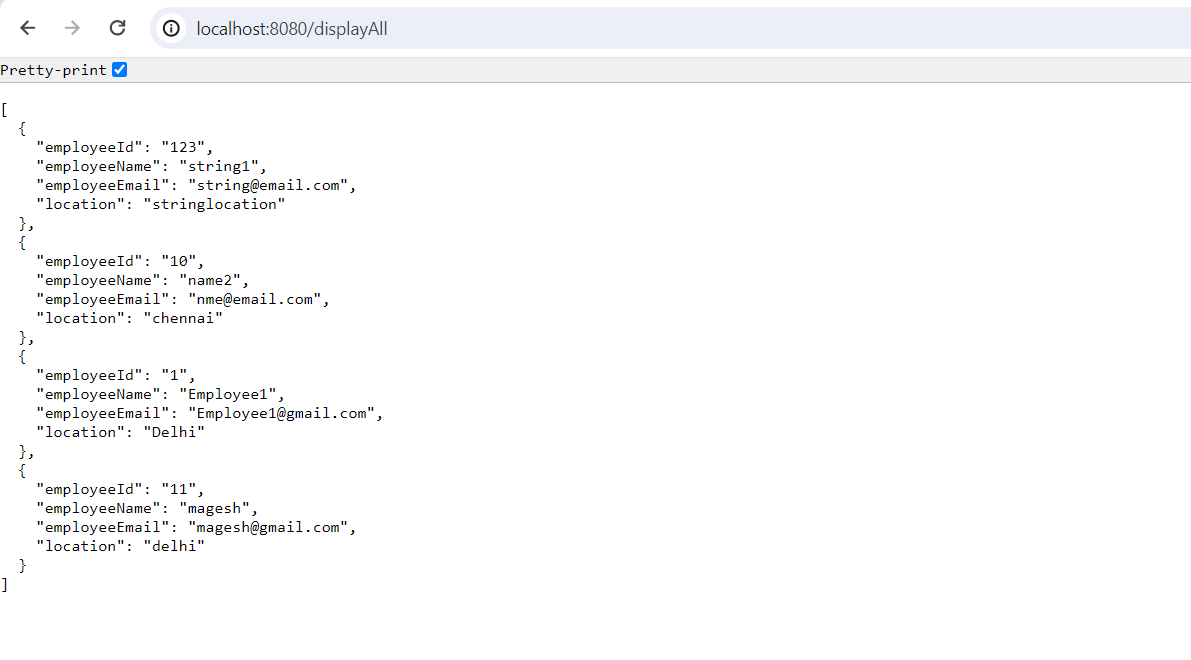 localhost:8080/displayAll
Pretty-print
[
  {
    "employeeId": "123",
    "employeeName": "string1",
    "employeeEmail": "string@email.com",
    "location": "stringlocation"
  },
  {
    "employeeId": "10",
    "employeeName": "name2",
    "employeeEmail": "nme@email.com",
    "location": "chennai"
  },
  {
    "employeeId": "1",
    "employeeName": "Employee1",
    "employeeEmail": "Employee1@gmail.com",
    "location": "Delhi"
  },
  {
    "employeeId": "11",
    "employeeName": "magesh",
    "employeeEmail": "magesh@gmail.com",
    "location": "delhi"
  }
]